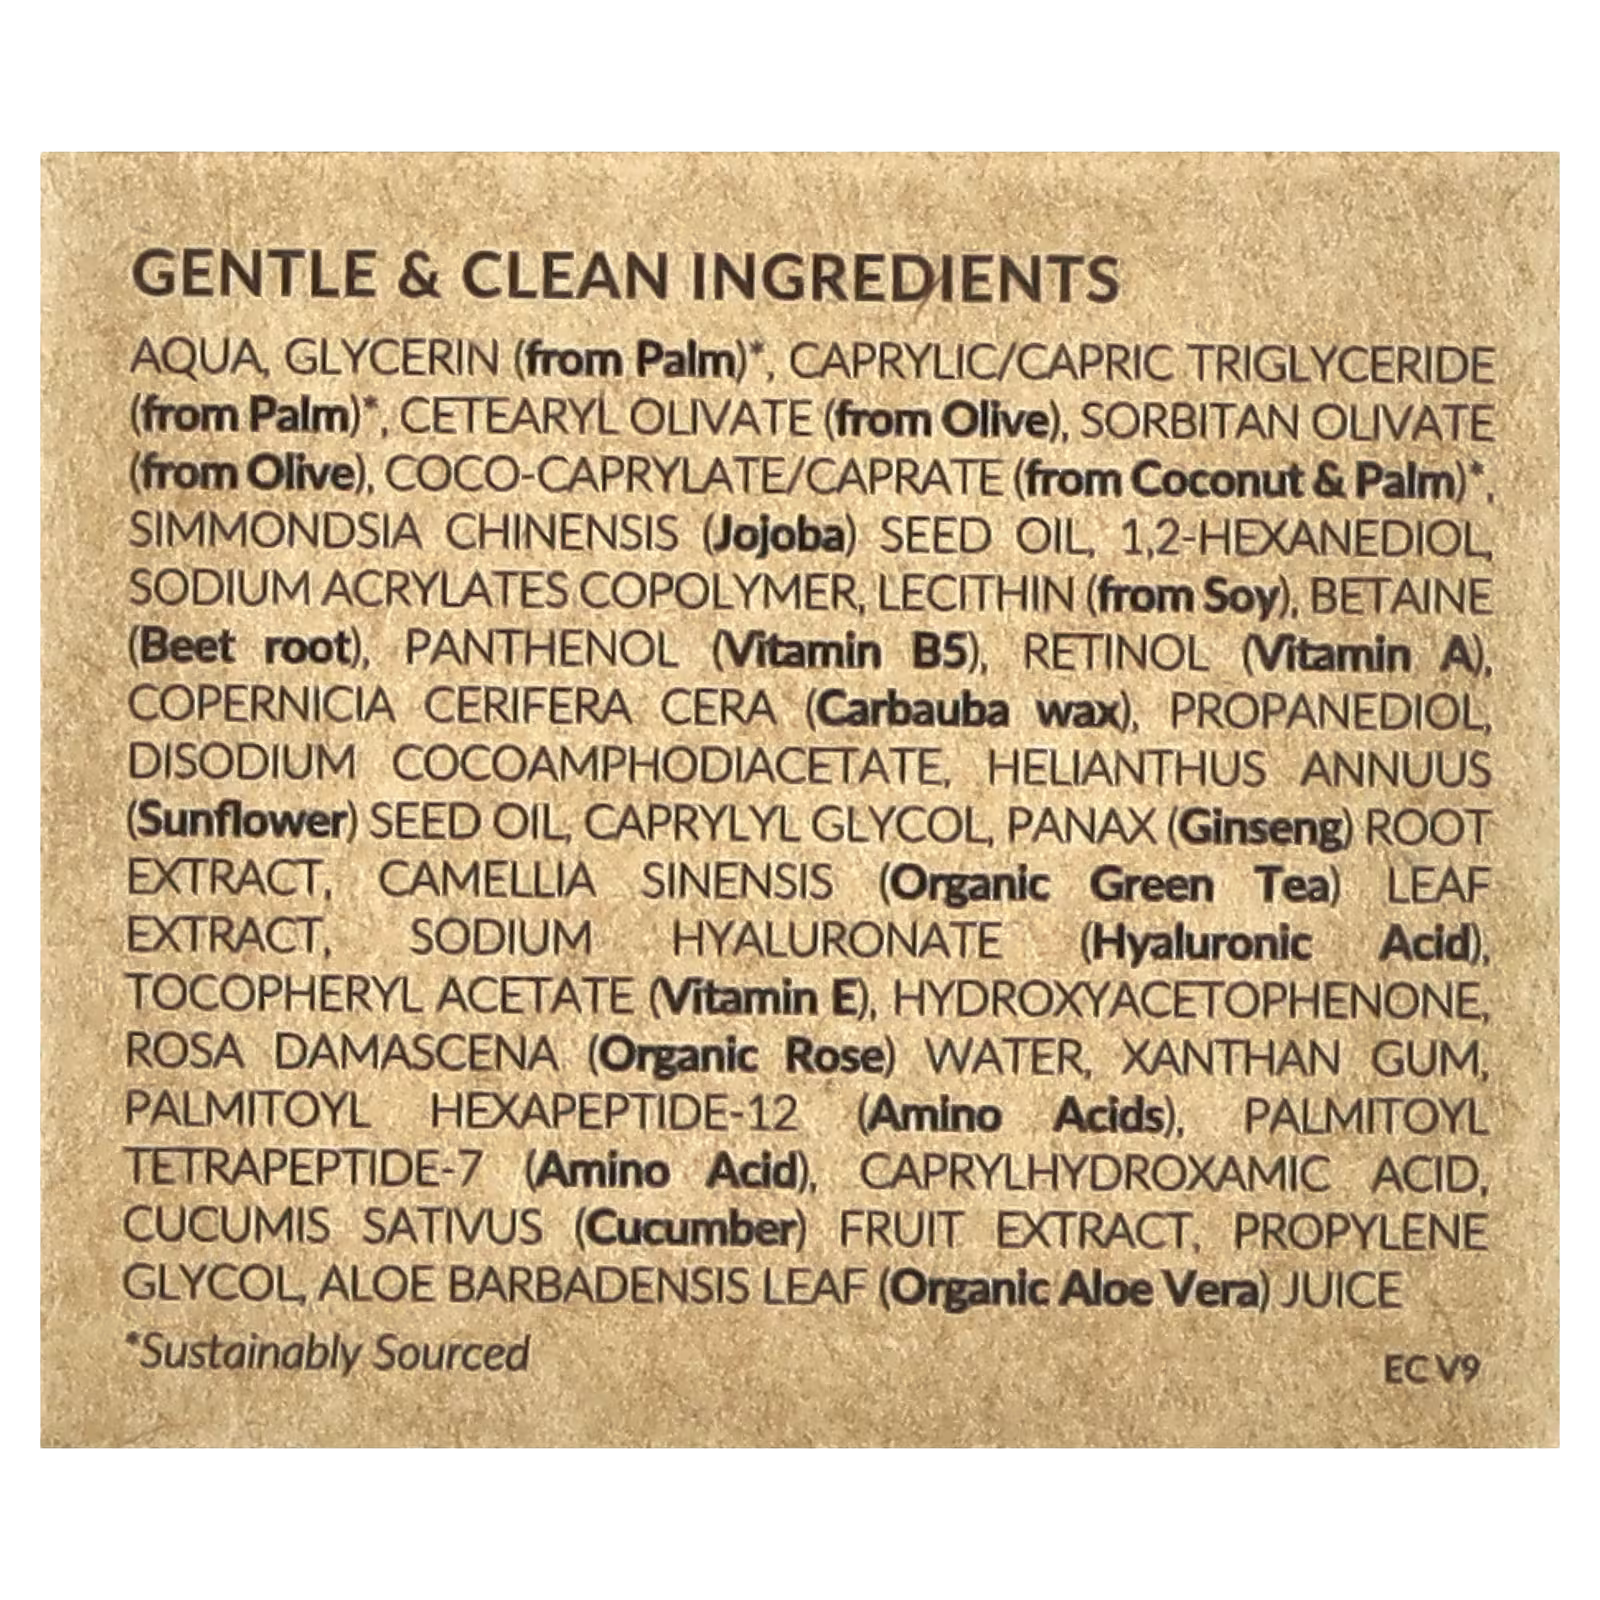 GENTLE & CLEAN INGREDIENTS
AQUA, GLYCERIN (from Palm)*, CAPRYLIC/CAPRIC TRIGLYCERIDE
(from Palm)*, CETEARYL OLIVATE (from Olive), SORBITAN OLIVATE
(from Olive), COCO-CAPRYLATE/CAPRATE (from Coconut & Palm)*,
SIMMONDSIA CHINENSIS (Jojoba) SEED OIL, 1,2-HEXANEDIOL,
SODIUM ACRYLATES COPOLYMER, LECITHIN (from Soy), BETAINE
(Beet root), PANTHENOL (Vitamin B5), RETINOL (Vitamin A),
COPERNICIA CERIFERA CERA (Carbauba wax), PROPANEDIOL,
DISODIUM COCOAMPHODIACETATE, HELIANTHUS ANNUUS
(Sunflower) SEED OIL, CAPRYLYL GLYCOL, PANAX (Ginseng) ROOT
EXTRACT, CAMELLIA SINENSIS (Organic Green Tea) LEAF
EXTRACT, SODIUM HYALURONATE (Hyaluronic Acid),
TOCOPHERYL ACETATE (Vitamin E), HYDROXYACETOPHENONE,
ROSA DAMASCENA (Organic Rose) WATER, XANTHAN GUM,
PALMITOYL HEXAPEPTIDE-12 (Amino Acids), PALMITOYL
TETRAPEPTIDE-7 (Amino Acid), CAPRYLHYDROXAMIC ACID,
CUCUMIS SATIVUS (Cucumber) FRUIT EXTRACT, PROPYLENE
GLYCOL, ALOE BARBADENSIS LEAF (Organic Aloe Vera) JUICE
*Sustainably Sourced
EC V9